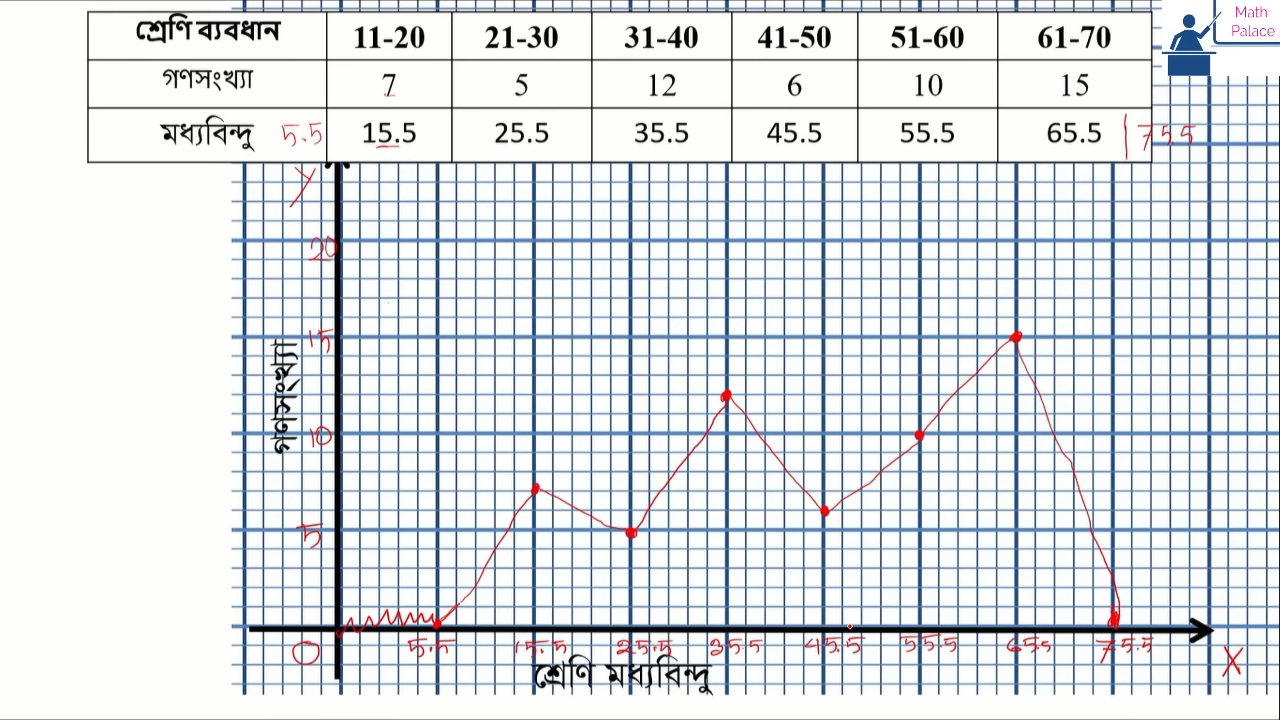 শ্রেণি ব্যবধান 11-20 21-30 31-40 41-50 51-60 61-70
গণসংখ্যা 7 5 12 6 10 15
মধ্যবিন্দু 5.5 15.5 25.5 35.5 45.5 55.5 65.5 75.5
Math
Palace
Y
20
15
10
5
0
গণসংখ্যা
5.5 15.5 25.5 35.5 45.5 55.5 65.5 75.5
শ্রেণি মধ্যবিন্দু
X